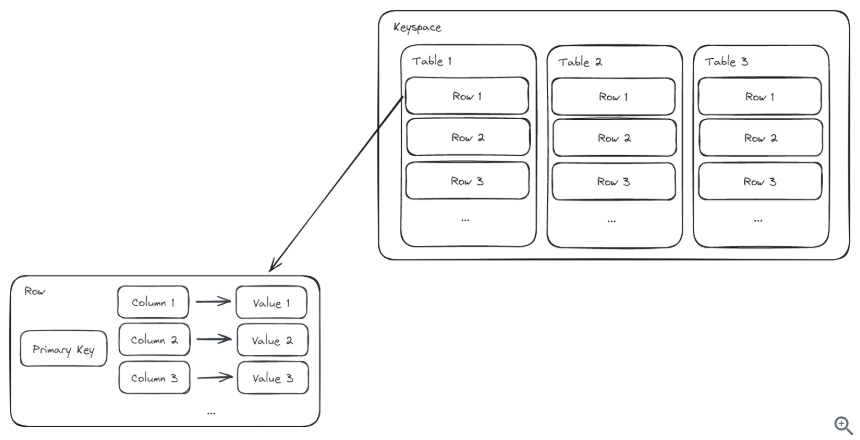 Keyspace
Table 1
Row 1
Row 2
Row 3
...
Table 2
Row 1
Row 2
Row 3
...
Table 3
Row 1
Row 2
Row 3
...
Row
Primary Key
Column 1
Value 1
Column 2
Value 2
Column 3
Value 3
...